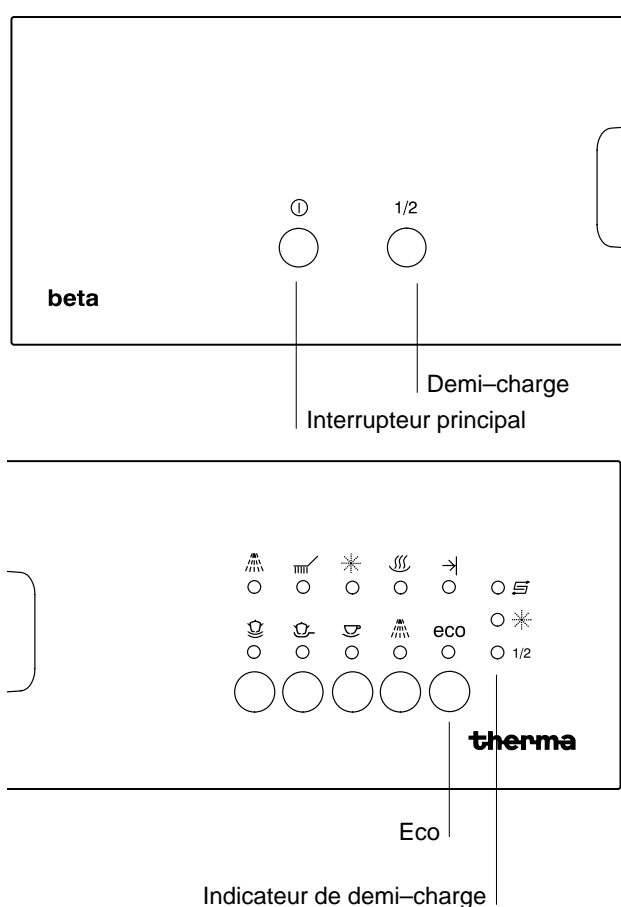 1/2
beta
Demi–charge
Interrupteur principal
eco
1/2
therma
Eco
Indicateur de demi–charge